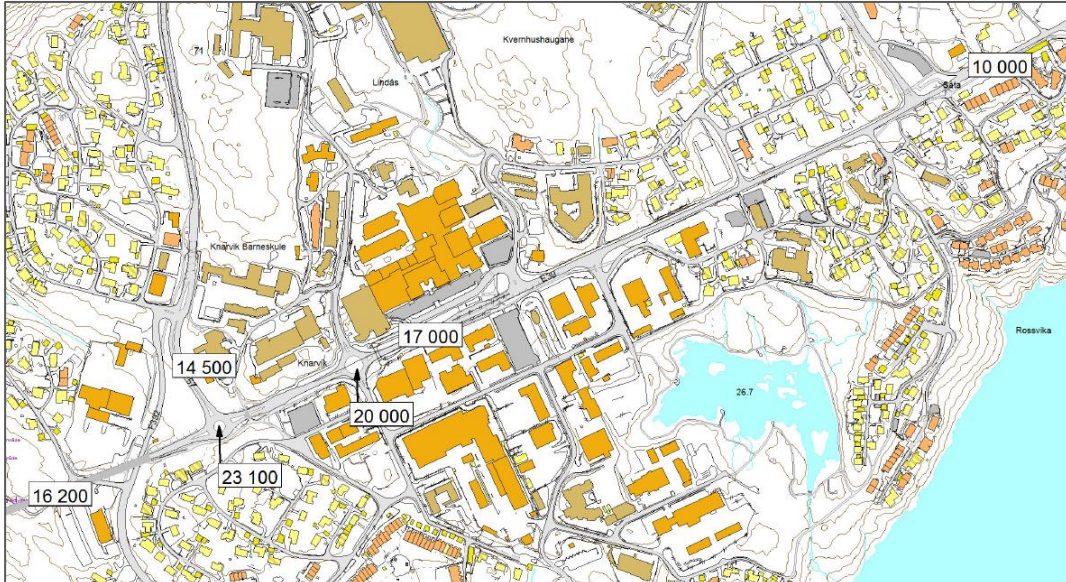 Kvernhushaugane
71
10 000
Lindås
Såta
Knarvik Barneskule
Rossvika
17 000
14 500
Knarvik
26.7
20 000
23 100
16 200